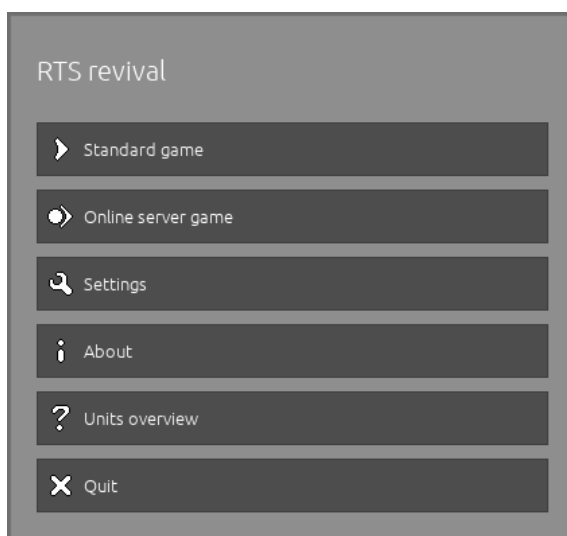 RTS revival
Standard game
Online server game
Settings
About
Units overview
Quit